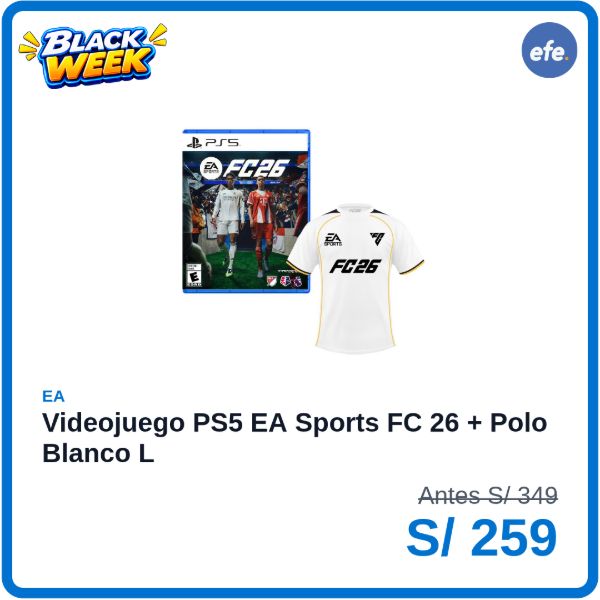 BLACK
WEEK
efe.
PS5
EA
SPORTS
FC26
EA
SPORTS
FC26
E
EA
Videojuego PS5 EA Sports FC 26 + Polo
Blanco L
Antes S/ 349
S/ 259